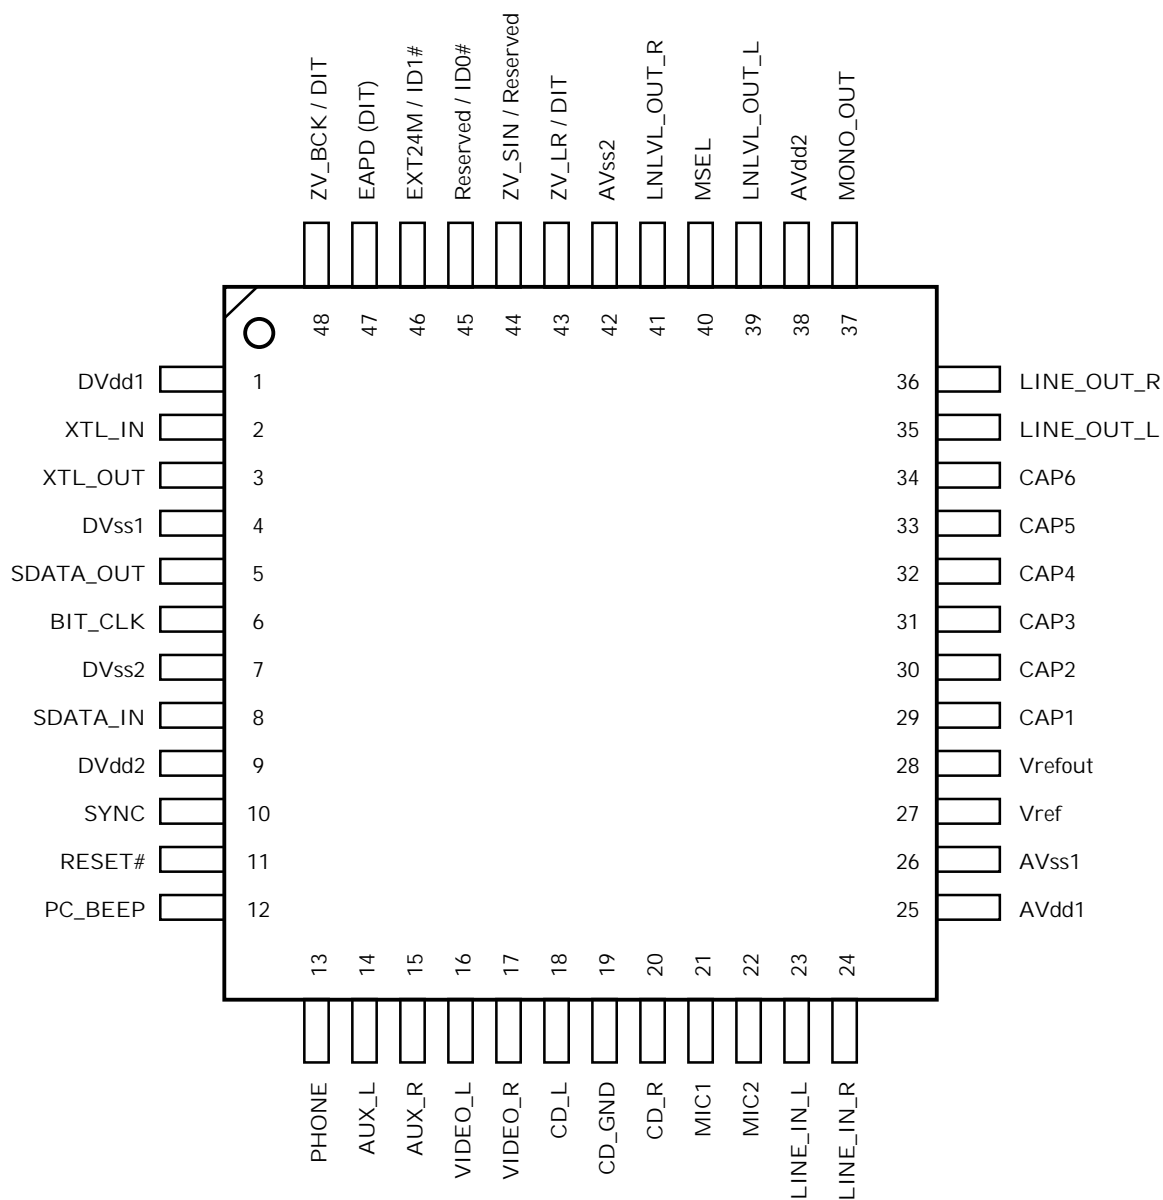 ZV_BCK / DIT
EAPD (DIT)
EXT24M / ID1#
Reserved / ID0#
ZV_SIN / Reserved
ZV_LR / DIT
AVss2
LNLVL_OUT_R
MSEL
LNLVL_OUT_L
AVdd2
MONO_OUT
48
47
46
45
44
43
42
41
40
39
38
37
DVdd1 1
XTL_IN 2
XTL_OUT 3
DVss1 4
SDATA_OUT 5
BIT_CLK 6
DVss2 7
SDATA_IN 8
DVdd2 9
SYNC 10
RESET# 11
PC_BEEP 12
36 LINE_OUT_R
35 LINE_OUT_L
34 CAP6
33 CAP5
32 CAP4
31 CAP3
30 CAP2
29 CAP1
28 Vrefout
27 Vref
26 AVss1
25 AVdd1
13
14
15
16
17
18
19
20
21
22
23
24
PHONE
AUX_L
AUX_R
VIDEO_L
VIDEO_R
CD_L
CD_GND
CD_R
MIC1
MIC2
LINE_IN_L
LINE_IN_R